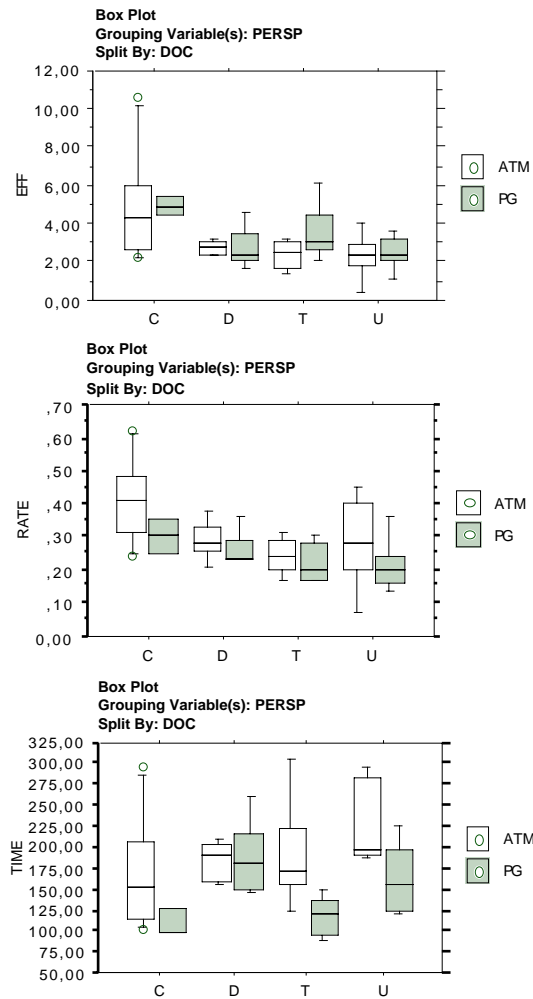 Box Plot
Grouping Variable(s): PERSP
Split By: DOC
12,00
10,00
8,00
6,00
4,00
2,00
0,00
EFF
C D T U
ATM
PG
Box Plot
Grouping Variable(s): PERSP
Split By: DOC
,70
,60
,50
,40
,30
,20
,10
0,00
RATE
C D T U
ATM
PG
Box Plot
Grouping Variable(s): PERSP
Split By: DOC
325,00
300,00
275,00
250,00
225,00
200,00
175,00
150,00
125,00
100,00
75,00
50,00
TIME
C D T U
ATM
PG